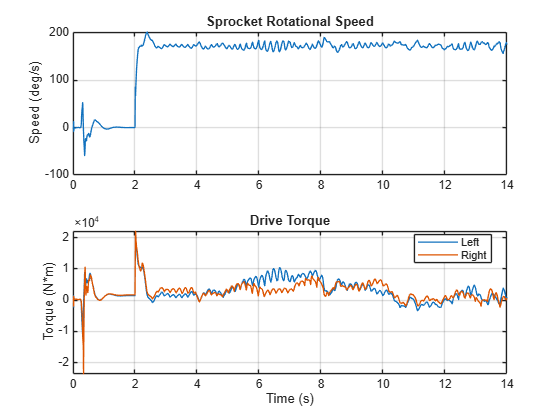 Sprocket Rotational Speed
200
100
0
-100
Speed (deg/s)
0 2 4 6 8 10 12 14
Drive Torque
×10⁴
2
1
0
-1
-2
Torque (N*m)
Left
Right
0 2 4 6 8 10 12 14
Time (s)